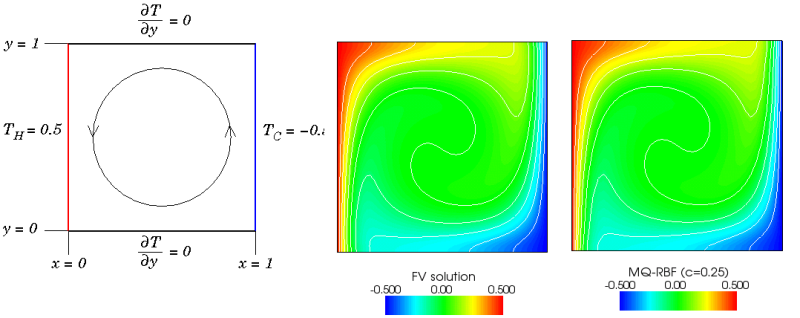 ∂T/∂y = 0
y = 1
T_H = 0.5
T_C = −0.
y = 0
∂T/∂y = 0
x = 0
x = 1
FV solution
-0.500 0.00 0.500
MQ-RBF (c=0.25)
-0.500 0.00 0.500